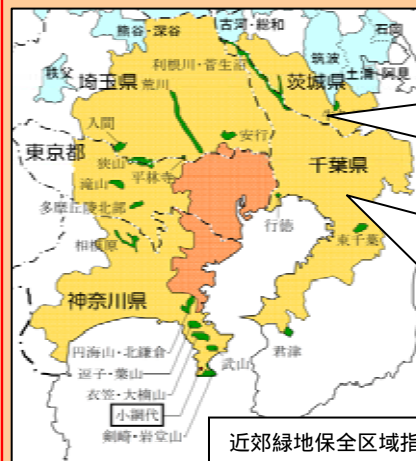 熊谷・深谷
古河・総和
石岡
筑波
秩父
利根川・菅生沼
土浦・阿見
埼玉県
茨城県
荒川
入間
安行
東京都
狭山
平林寺
千葉県
滝山
多摩丘陵北部
行徳
相模原
東千葉
神奈川県
円海山・北鎌倉
君津
武山
逗子・葉山
衣笠・大楠山
小網代
剣崎・岩堂山
近郊緑地保全区域指